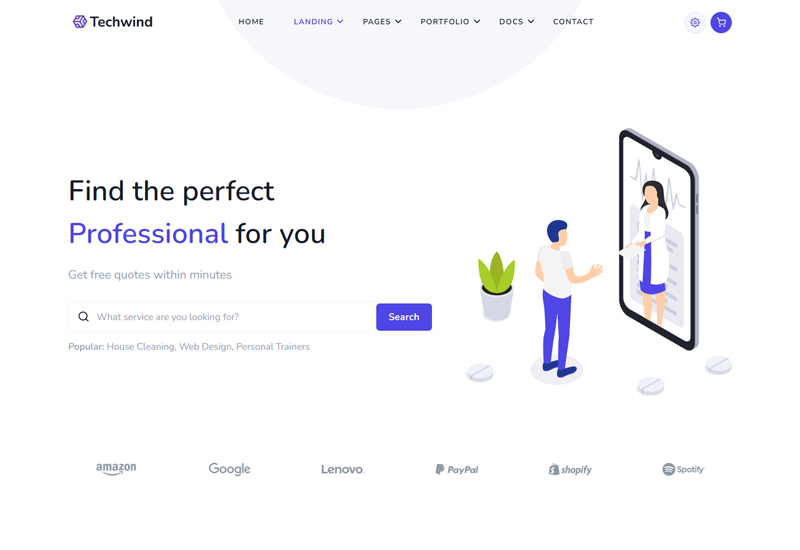 Techwind
HOME
LANDING
PAGES
PORTFOLIO
DOCS
CONTACT
Find the perfect
Professional for you
Get free quotes within minutes
What service are you looking for?
Search
Popular: House Cleaning, Web Design, Personal Trainers
amazon
Google
Lenovo.
PayPal
shopify
Spotify